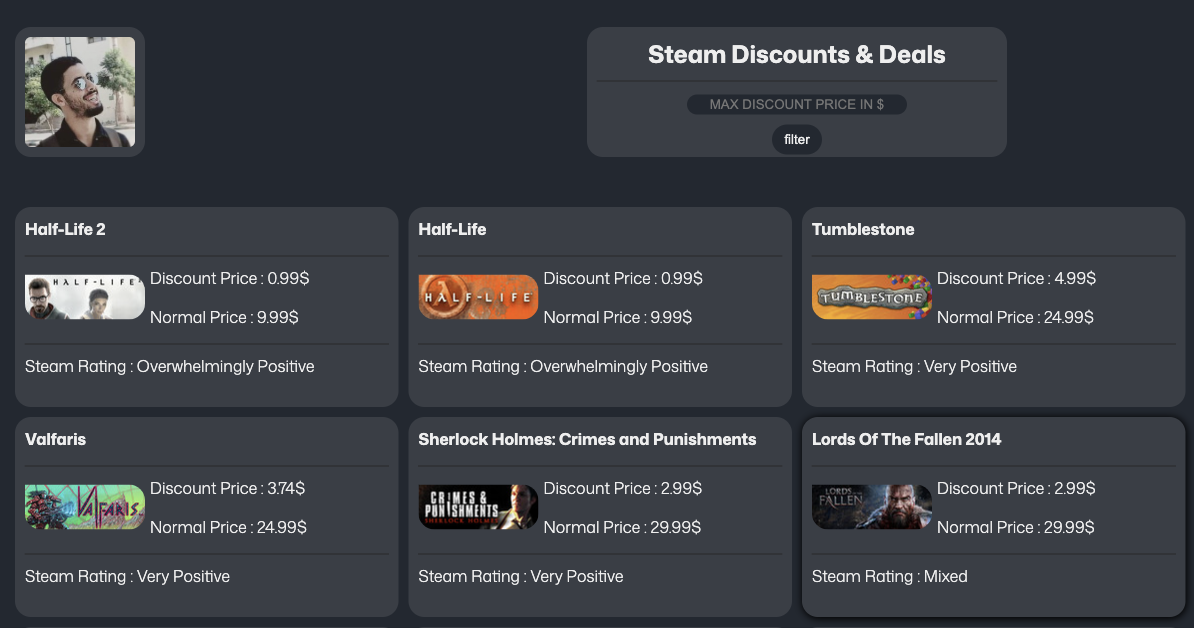 Steam Discounts & Deals
MAX DISCOUNT PRICE IN $
filter
Half-Life 2
HALF-LIFE²
Discount Price : 0.99$
Normal Price : 9.99$
Steam Rating : Overwhelmingly Positive
Half-Life
HALF-LIFE
Discount Price : 0.99$
Normal Price : 9.99$
Steam Rating : Overwhelmingly Positive
Tumblestone
TUMBLESTONE
Discount Price : 4.99$
Normal Price : 24.99$
Steam Rating : Very Positive
Valfaris
VALFARIS
Discount Price : 3.74$
Normal Price : 24.99$
Steam Rating : Very Positive
Sherlock Holmes: Crimes and Punishments
CRIMES &
PUNISHMENTS
SHERLOCK HOLMES
Discount Price : 2.99$
Normal Price : 29.99$
Steam Rating : Very Positive
Lords Of The Fallen 2014
LORDS
FALLEN
Discount Price : 2.99$
Normal Price : 29.99$
Steam Rating : Mixed